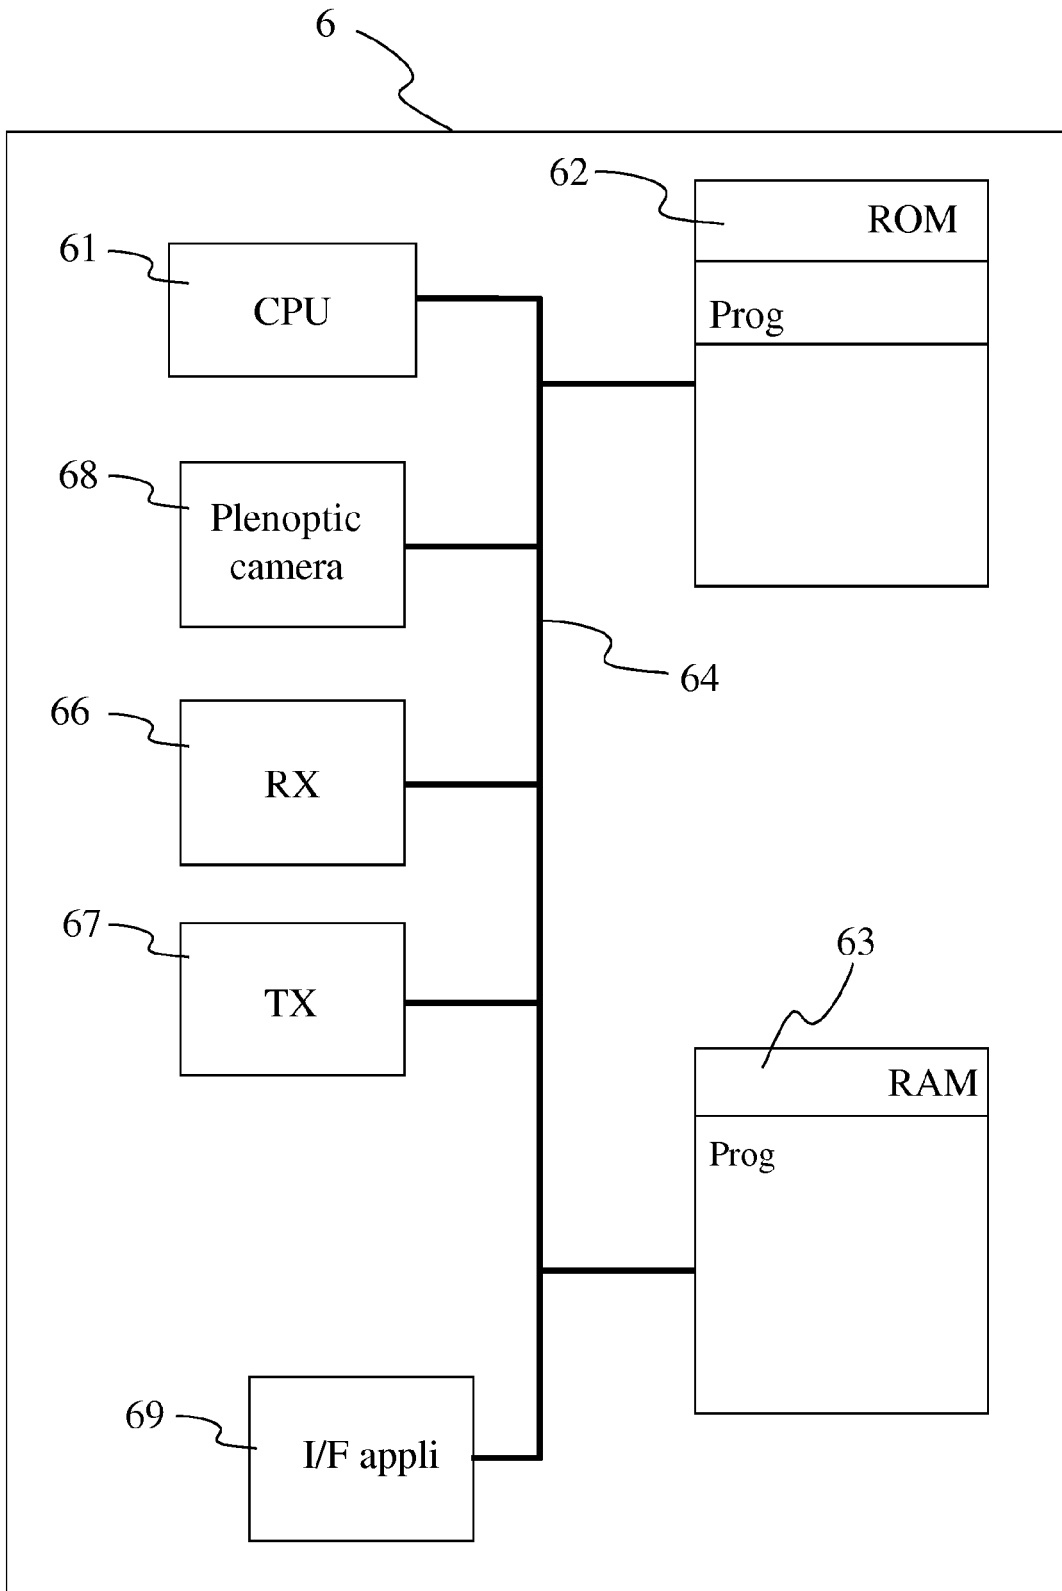 6
62
ROM
61
CPU
Prog
68
Plenoptic
camera
64
66
RX
67
TX
63
RAM
Prog
69
I/F appli